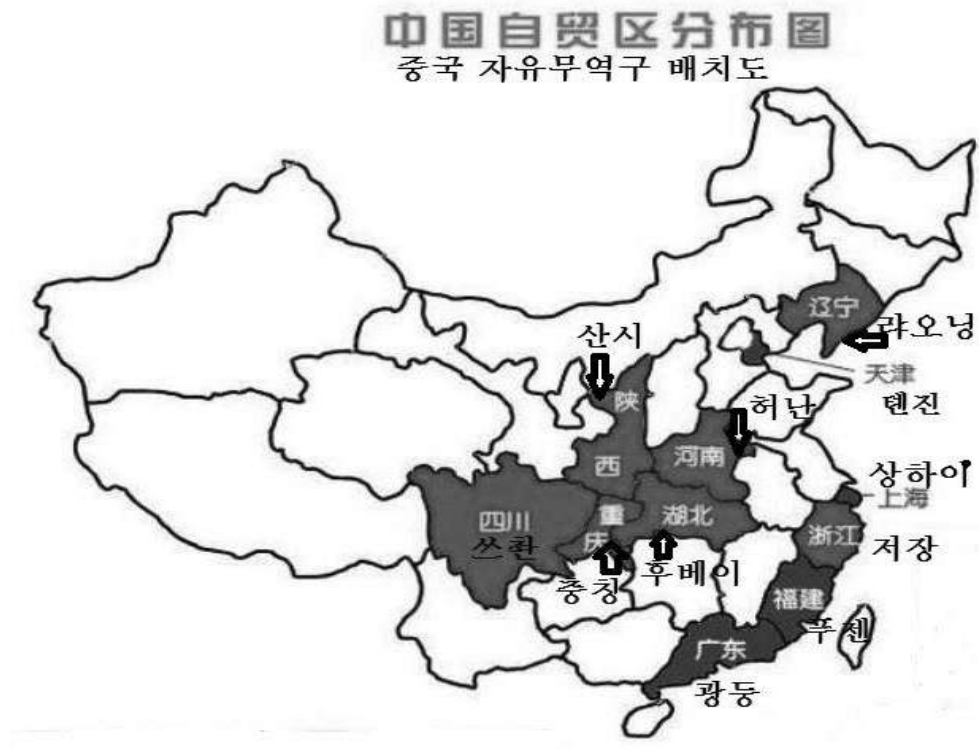 中国自贸区分布图
중국 자유무역구 배치도
辽宁
랴오닝
산시
天津
톈진
陕
허난
西
河南
상하이
上海
四川
쓰촨
重
庆
湖北
浙江
저장
충칭
후베이
福建
푸젠
广东
광둥